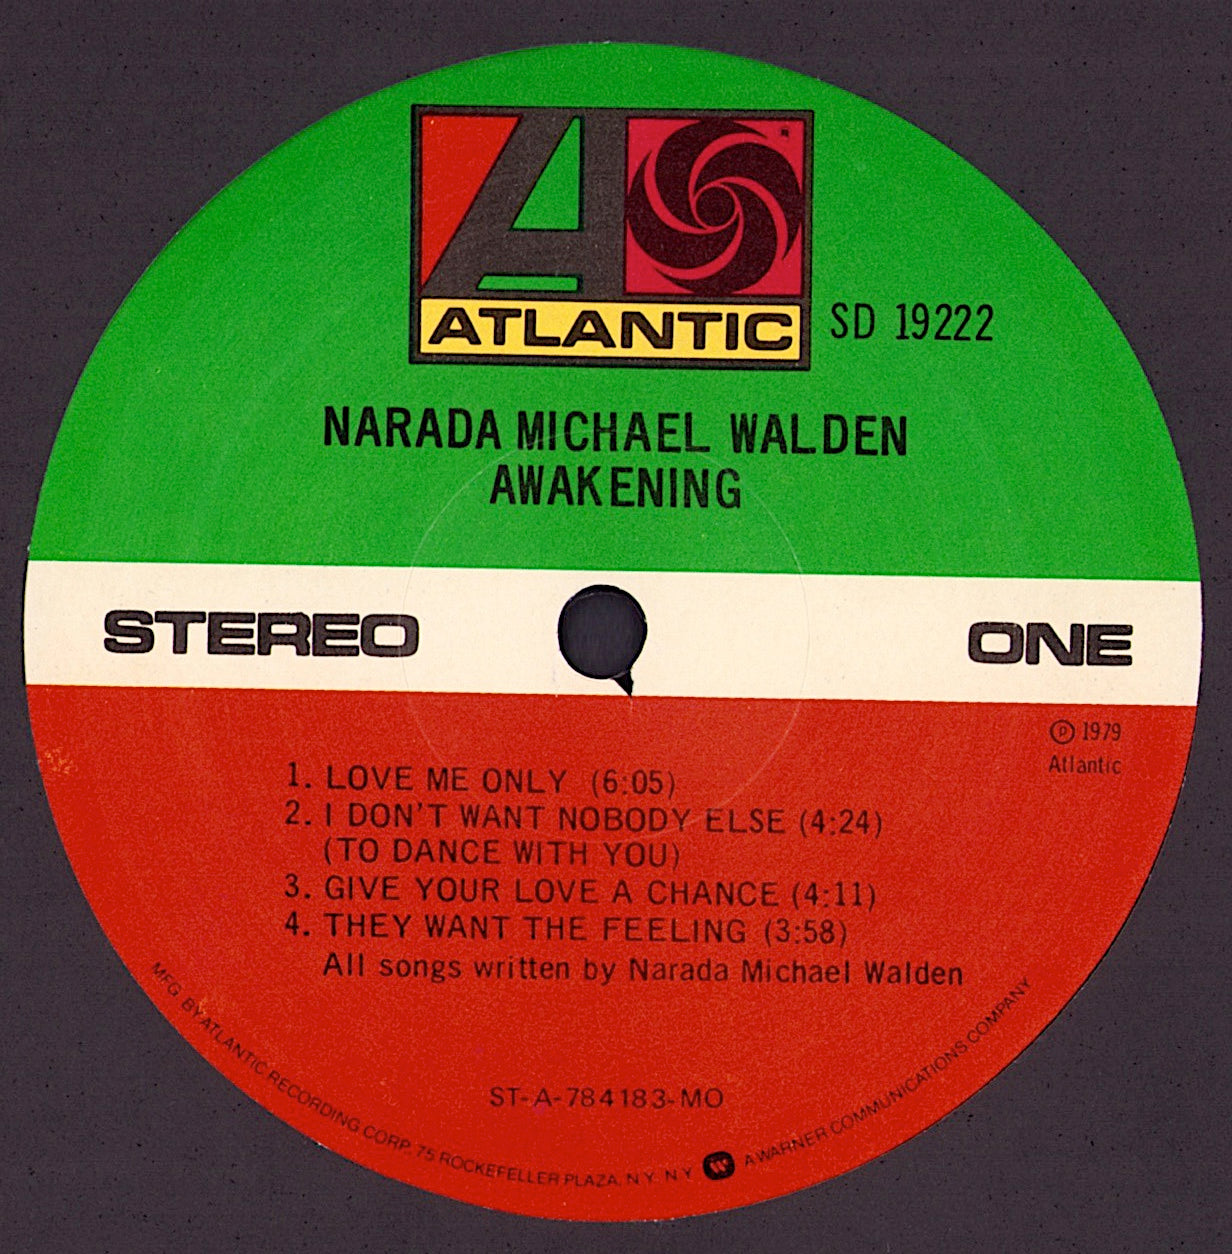 A
ATLANTIC
SD 19222
NARADA MICHAEL WALDEN
AWAKENING
STEREO
ONE
Ⓟ 1979
Atlantic
1. LOVE ME ONLY (6:05)
2. I DON'T WANT NOBODY ELSE (4:24)
(TO DANCE WITH YOU)
3. GIVE YOUR LOVE A CHANCE (4:11)
4. THEY WANT THE FEELING (3:58)
All songs written by Narada Michael Walden
ST-A-784183-MO
MFG. BY ATLANTIC RECORDING CORP. 75 ROCKEFELLER PLAZA, N.Y. N.Y. A WARNER COMMUNICATIONS COMPANY